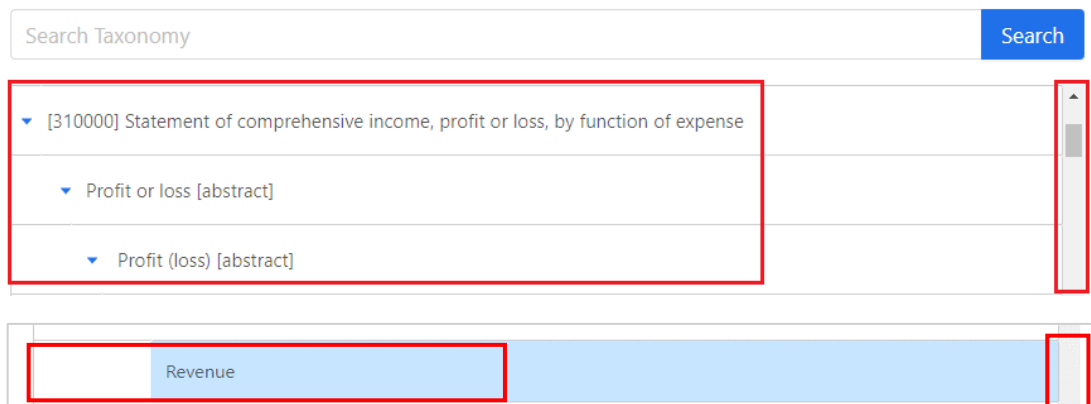 Search Taxonomy
Search
[310000] Statement of comprehensive income, profit or loss, by function of expense
Profit or loss [abstract]
Profit (loss) [abstract]
Revenue